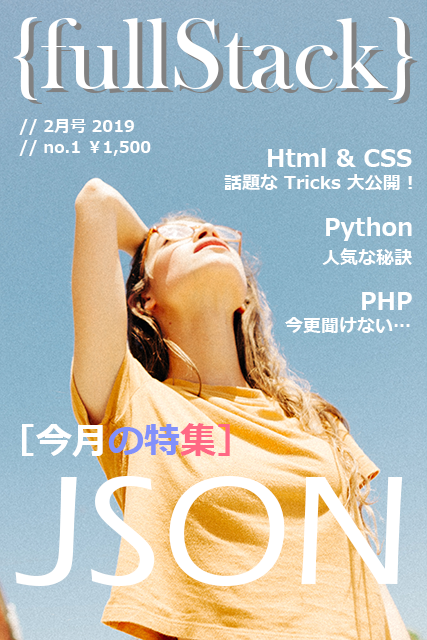 {fullStack}
// 2月号 2019
// no.1 ￥1,500
Html & CSS
話題な Tricks 大公開！
Python
人気な秘訣
PHP
今更聞けない…
[今月の特集]
JSON